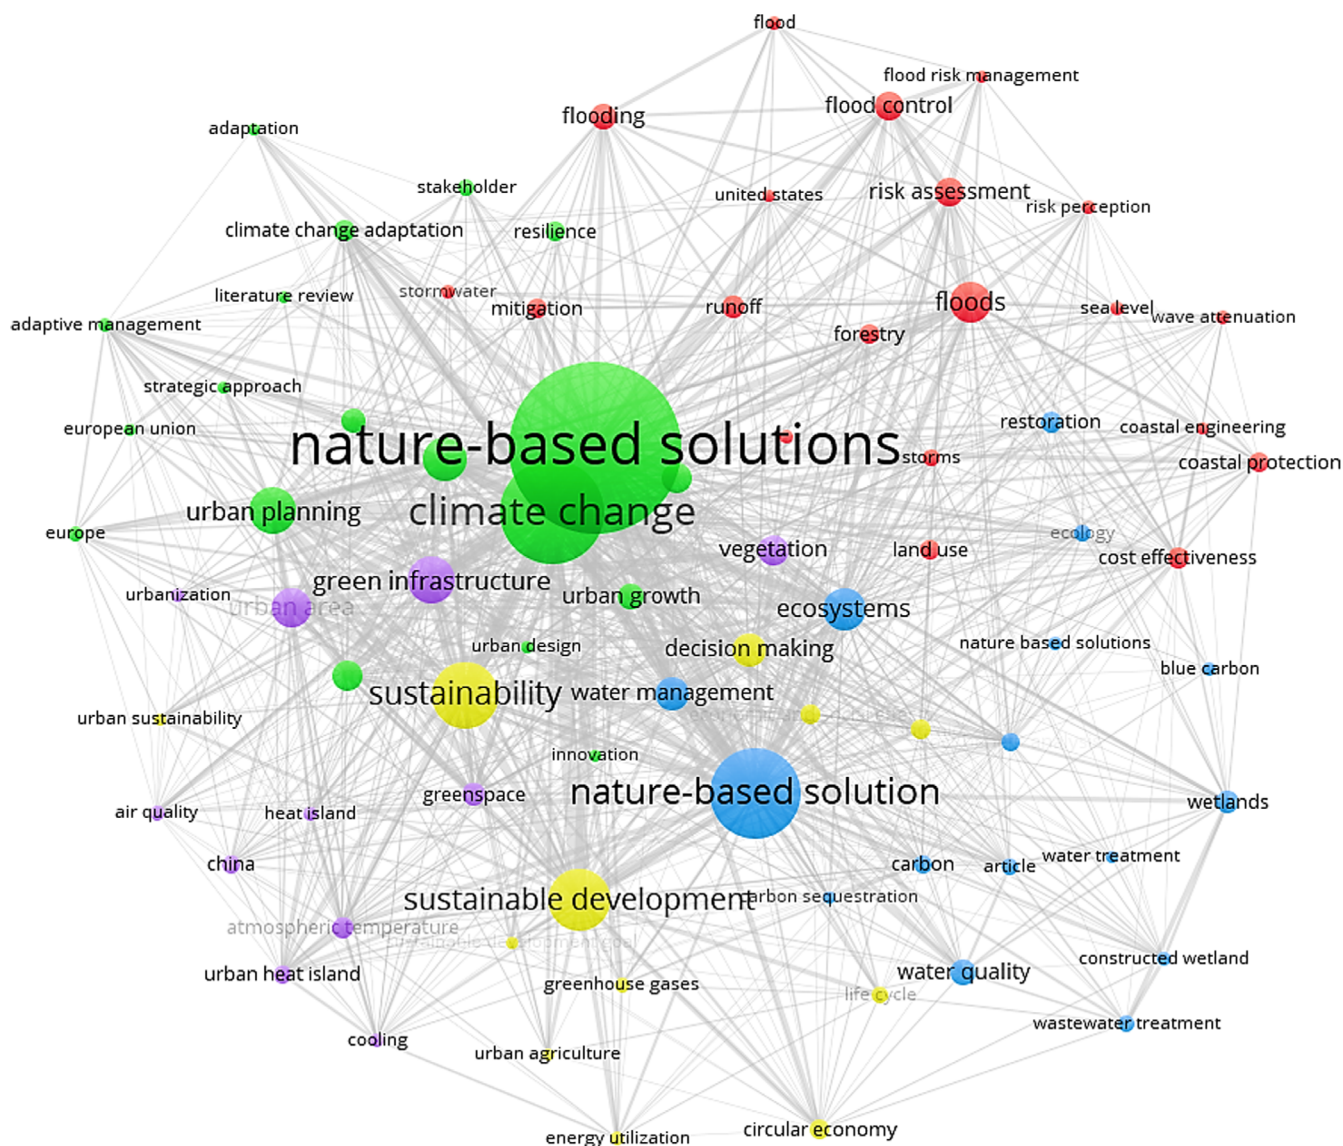 flood
flood risk management
flood control
flooding
adaptation
stakeholder
united states
risk assessment
risk perception
climate change adaptation
resilience
literature review
stormwater
mitigation
runoff
floods
sea level
wave attenuation
adaptive management
forestry
strategic approach
european union
nature-based solutions
restoration
coastal engineering
storms
coastal protection
urban planning
climate change
europe
ecology
vegetation
land use
cost effectiveness
green infrastructure
urbanization
urban area
urban growth
ecosystems
urban design
decision making
nature based solutions
blue carbon
sustainability
water management
urban sustainability
innovation
nature-based solution
greenspace
wetlands
air quality
heat island
china
carbon
article
water treatment
sustainable development
carbon sequestration
atmospheric temperature
sustainable development goal
constructed wetland
urban heat island
greenhouse gases
water quality
life cycle
wastewater treatment
cooling
urban agriculture
energy utilization
circular economy